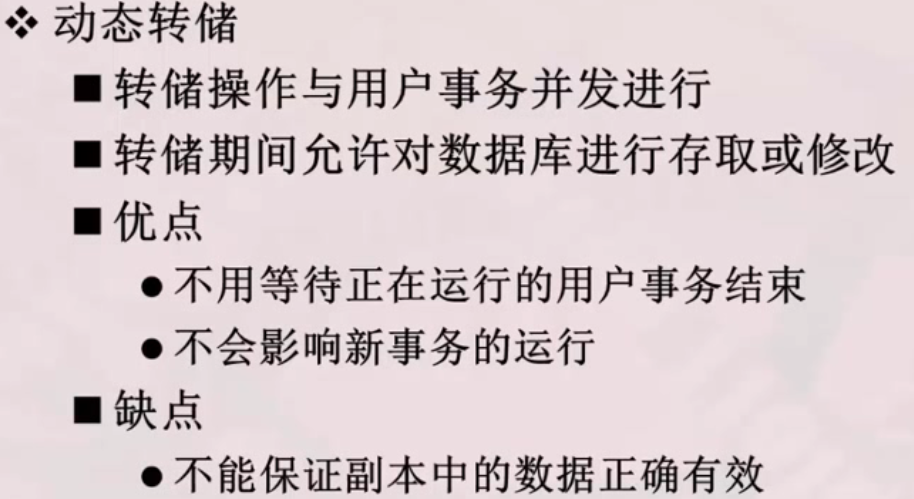 ❖ 动态转储
■ 转储操作与用户事务并发进行
■ 转储期间允许对数据库进行存取或修改
■ 优点
● 不用等待正在运行的用户事务结束
● 不会影响新事务的运行
■ 缺点
● 不能保证副本中的数据正确有效